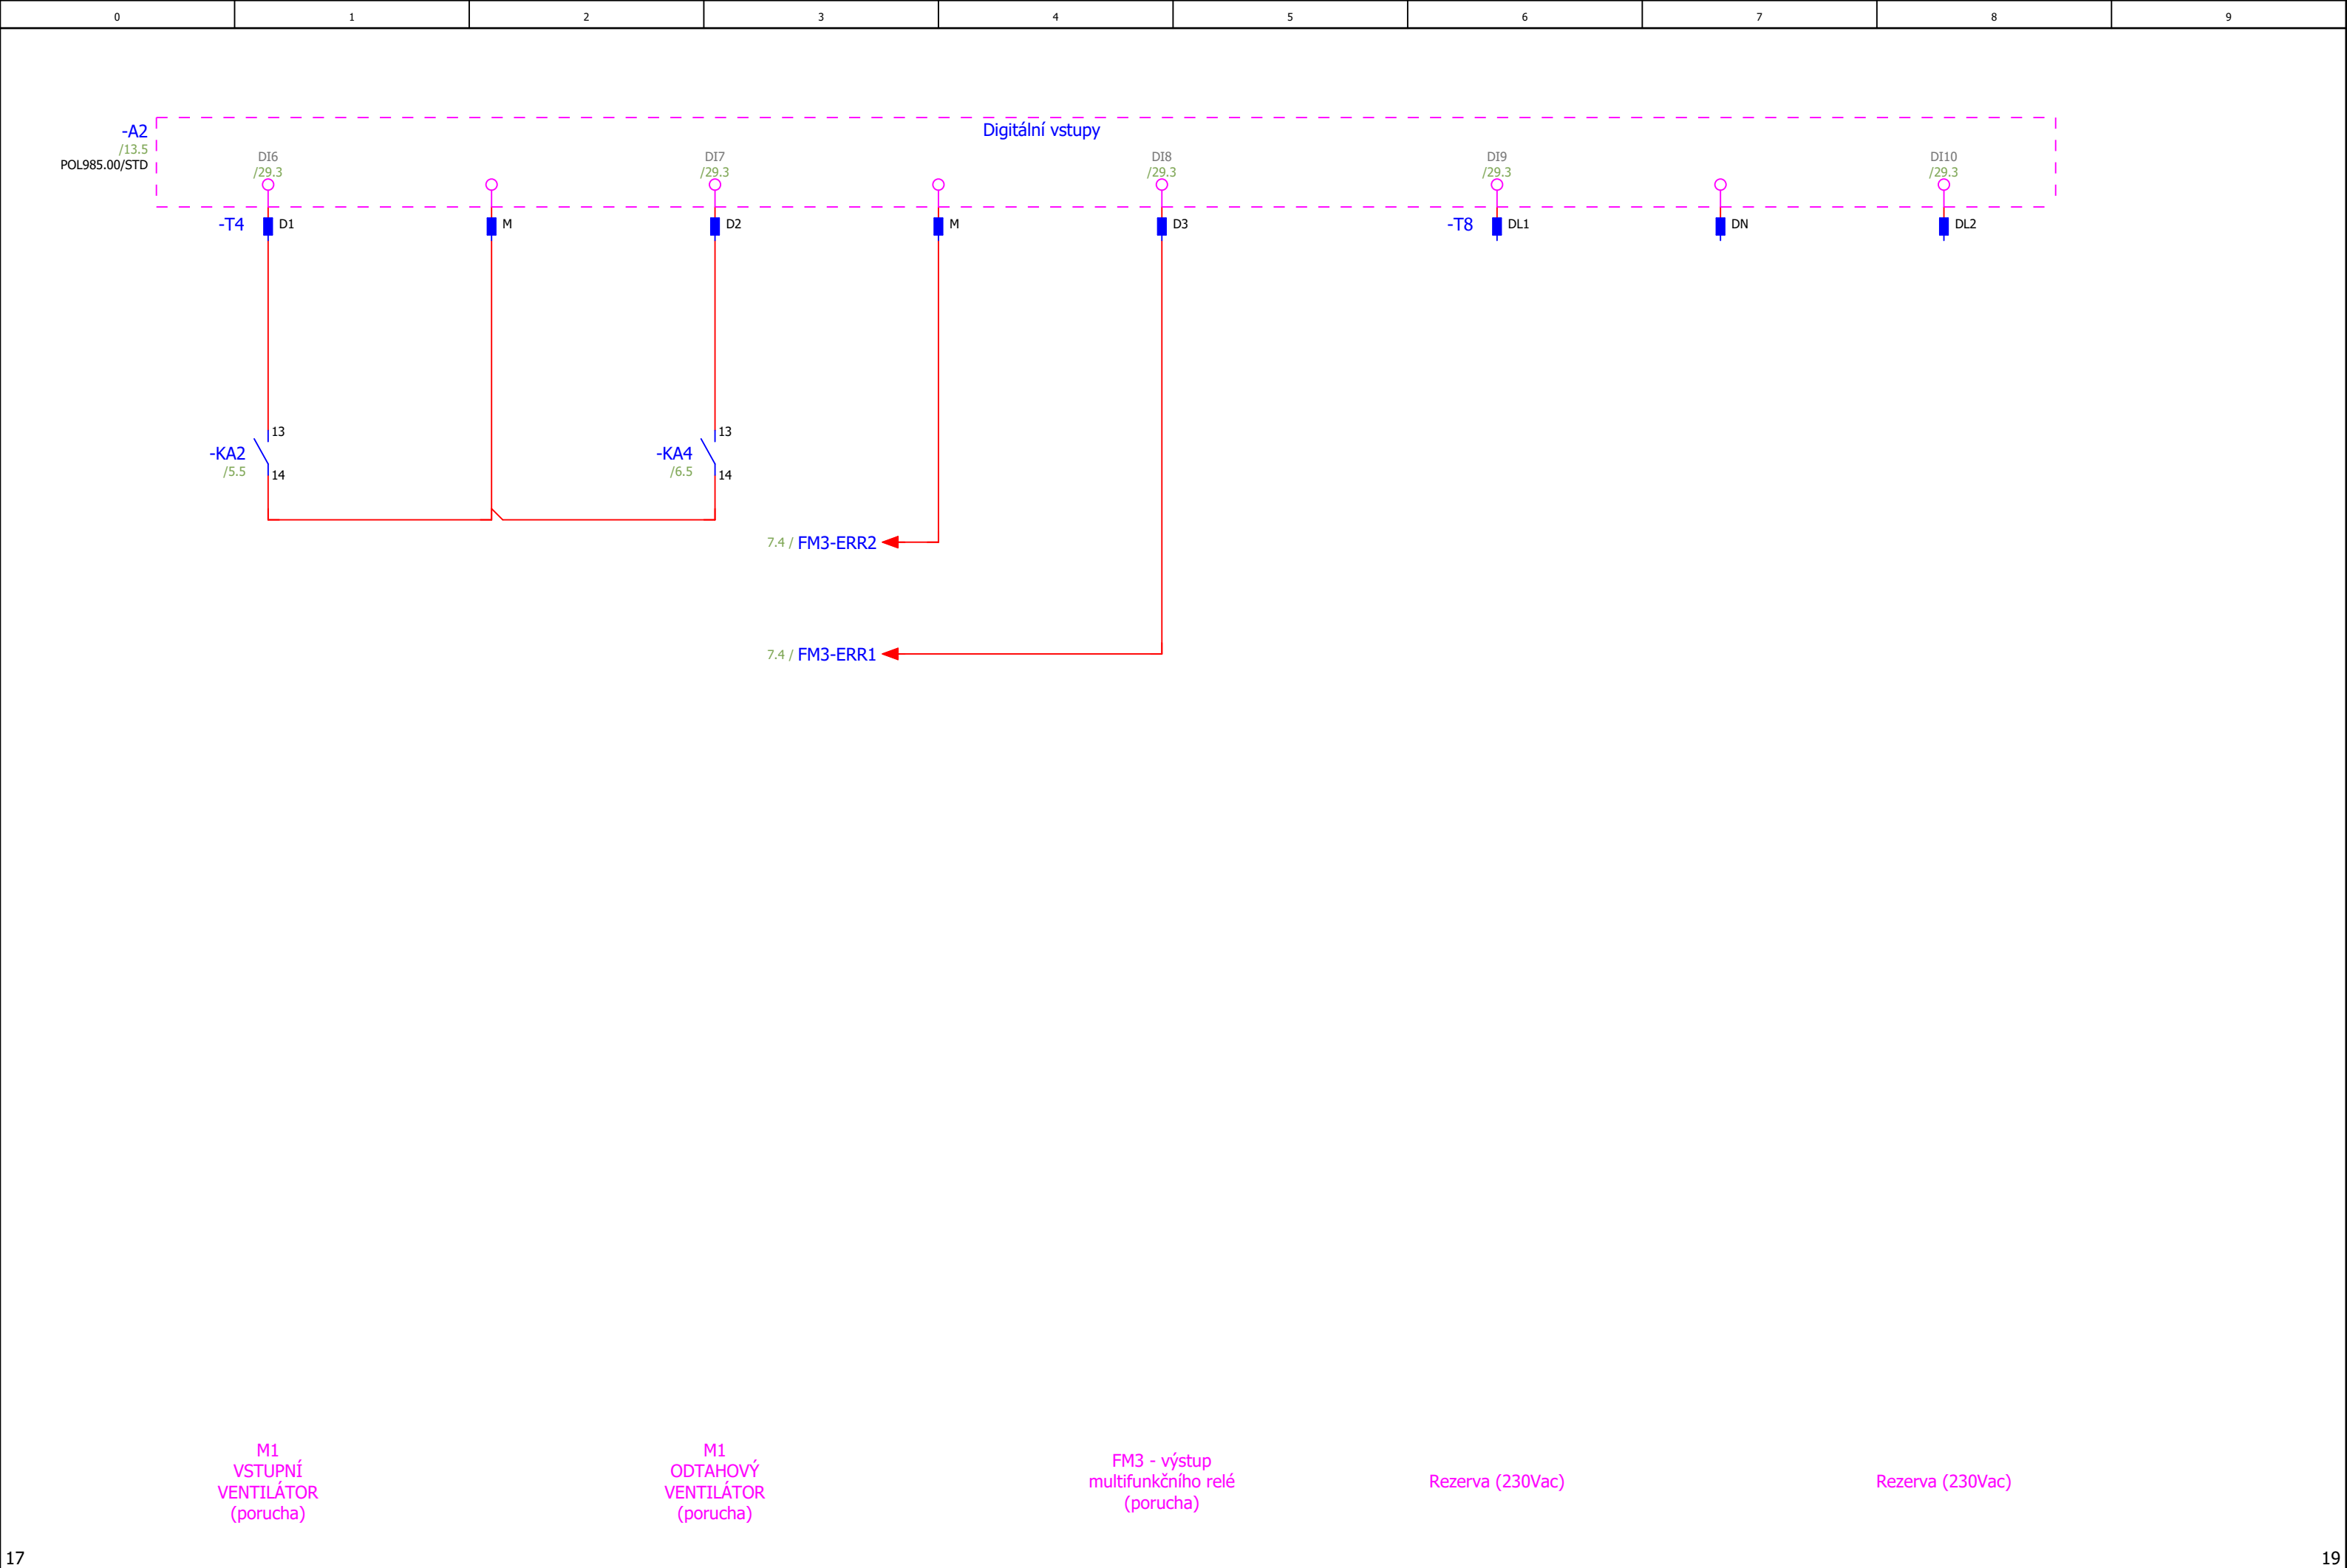 0 1 2 3 4 5 6 7 8 9
-A2
/13.5
POL985.00/STD
Digitální vstupy
DI6 DI7 DI8 DI9 DI10
/29.3 /29.3 /29.3 /29.3 /29.3
-T4 D1 M D2 M D3 -T8 DL1 DN DL2
13 13
-KA2 -KA4
/5.5 /6.5
14 14
7.4 / FM3-ERR2
7.4 / FM3-ERR1
M1
VSTUPNÍ
VENTILÁTOR
(porucha)
M1
ODTAHOVÝ
VENTILÁTOR
(porucha)
FM3 - výstup
multifunkčního relé
(porucha)
Rezerva (230Vac)
Rezerva (230Vac)
17 19